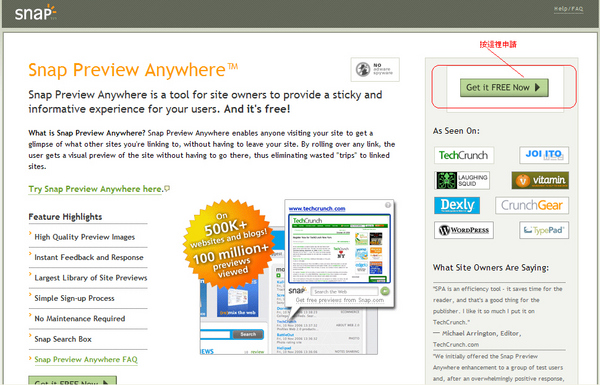 snap
Help / FAQ
Snap Preview Anywhere™
NO
adware
spyware
Snap Preview Anywhere is a tool for site owners to provide a sticky and
informative experience for your users. And it's free!
What is Snap Preview Anywhere? Snap Preview Anywhere enables anyone visiting your site to get a
glimpse of what other sites you're linking to, without having to leave your site. By rolling over any link, the
user gets a visual preview of the site without having to go there, thus eliminating wasted "trips" to linked
sites.
Try Snap Preview Anywhere here.
Feature Highlights
High Quality Preview Images
Instant Feedback and Response
Largest Library of Site Previews
Simple Sign-up Process
No Maintenance Required
Snap Search Box
Snap Preview Anywhere FAQ
Get it FREE Now
On
500K+
websites and blogs!
100 million+
previews
viewed
www.techcrunch.com
TechCrunch
snap
Search the Web
Get free previews from Snap.com
mix the web
Search
VIEWS
按這裡申請
Get it FREE Now
As Seen On:
TechCrunch
JOI ITO
LAUGHING
SQUID
vitamin
Dexly
CrunchGear
WORDPRESS
TypePad
What Site Owners Are Saying:
"SPA is an efficiency tool - it saves time for the
reader, and that's a good thing for the
publisher. I like it so much I put it on
TechCrunch."
— Michael Arrington, Editor,
TechCrunch.com
"We initially offered the Snap Preview
Anywhere enhancement to a group of test users
and, after an overwhelmingly positive response,